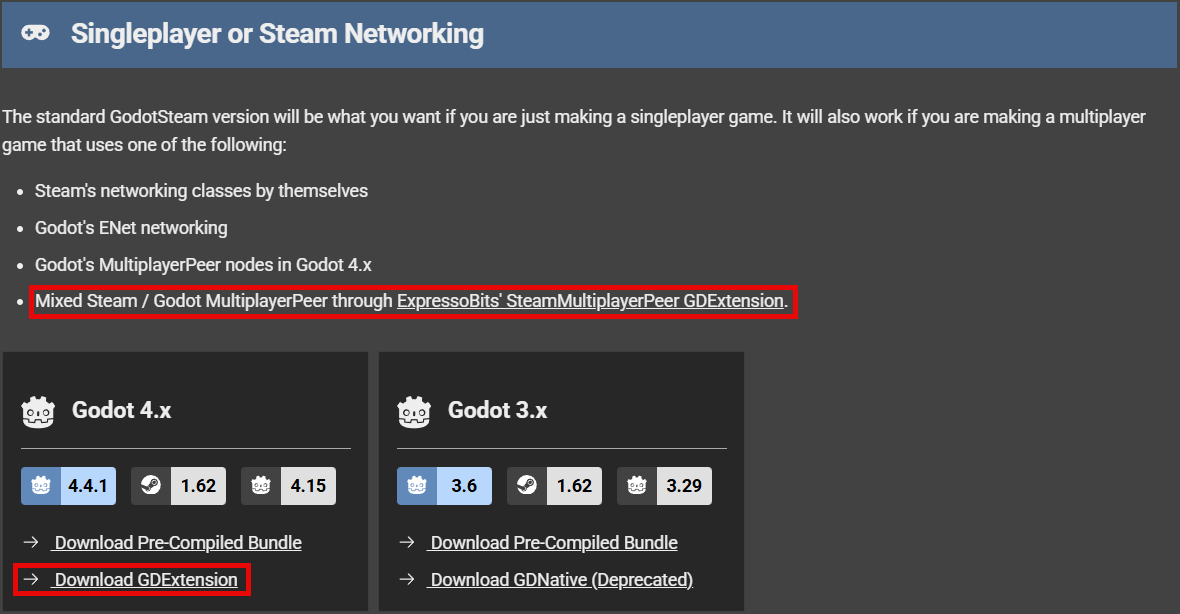 Singleplayer or Steam Networking
The standard GodotSteam version will be what you want if you are just making a singleplayer game. It will also work if you are making a multiplayer
game that uses one of the following:
• Steam's networking classes by themselves
• Godot's ENet networking
• Godot's MultiplayerPeer nodes in Godot 4.x
• Mixed Steam / Godot MultiplayerPeer through ExpressoBits' SteamMultiplayerPeer GDExtension.
Godot 4.x
4.4.1 1.62 4.15
→ Download Pre-Compiled Bundle
→ Download GDExtension
Godot 3.x
3.6 1.62 3.29
→ Download Pre-Compiled Bundle
→ Download GDNative (Deprecated)